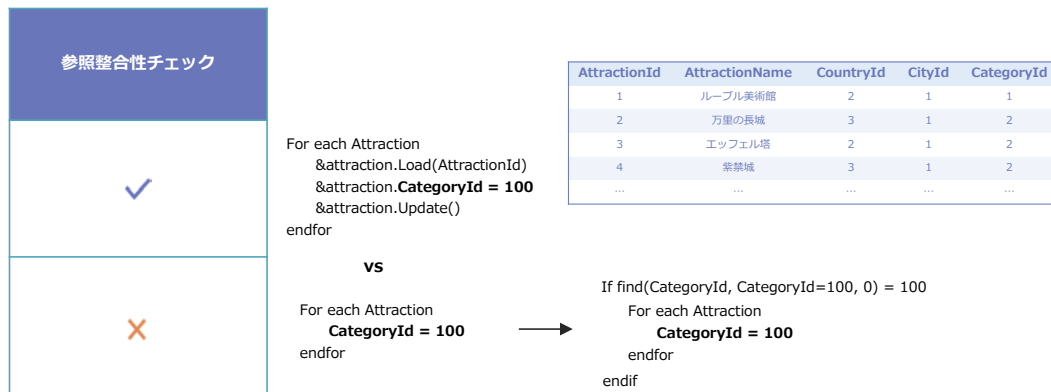 参照整合性チェック
For each Attraction
&attraction.Load(AttractionId)
&attraction.CategoryId = 100
&attraction.Update()
endfor
vs
For each Attraction
CategoryId = 100
endfor
AttractionId AttractionName CountryId CityId CategoryId
1 ルーブル美術館 2 1 1
2 万里の長城 3 1 2
3 エッフェル塔 2 1 2
4 紫禁城 3 1 2
... ... ... ... ...
If find(CategoryId, CategoryId=100, 0) = 100
For each Attraction
CategoryId = 100
endfor
endif